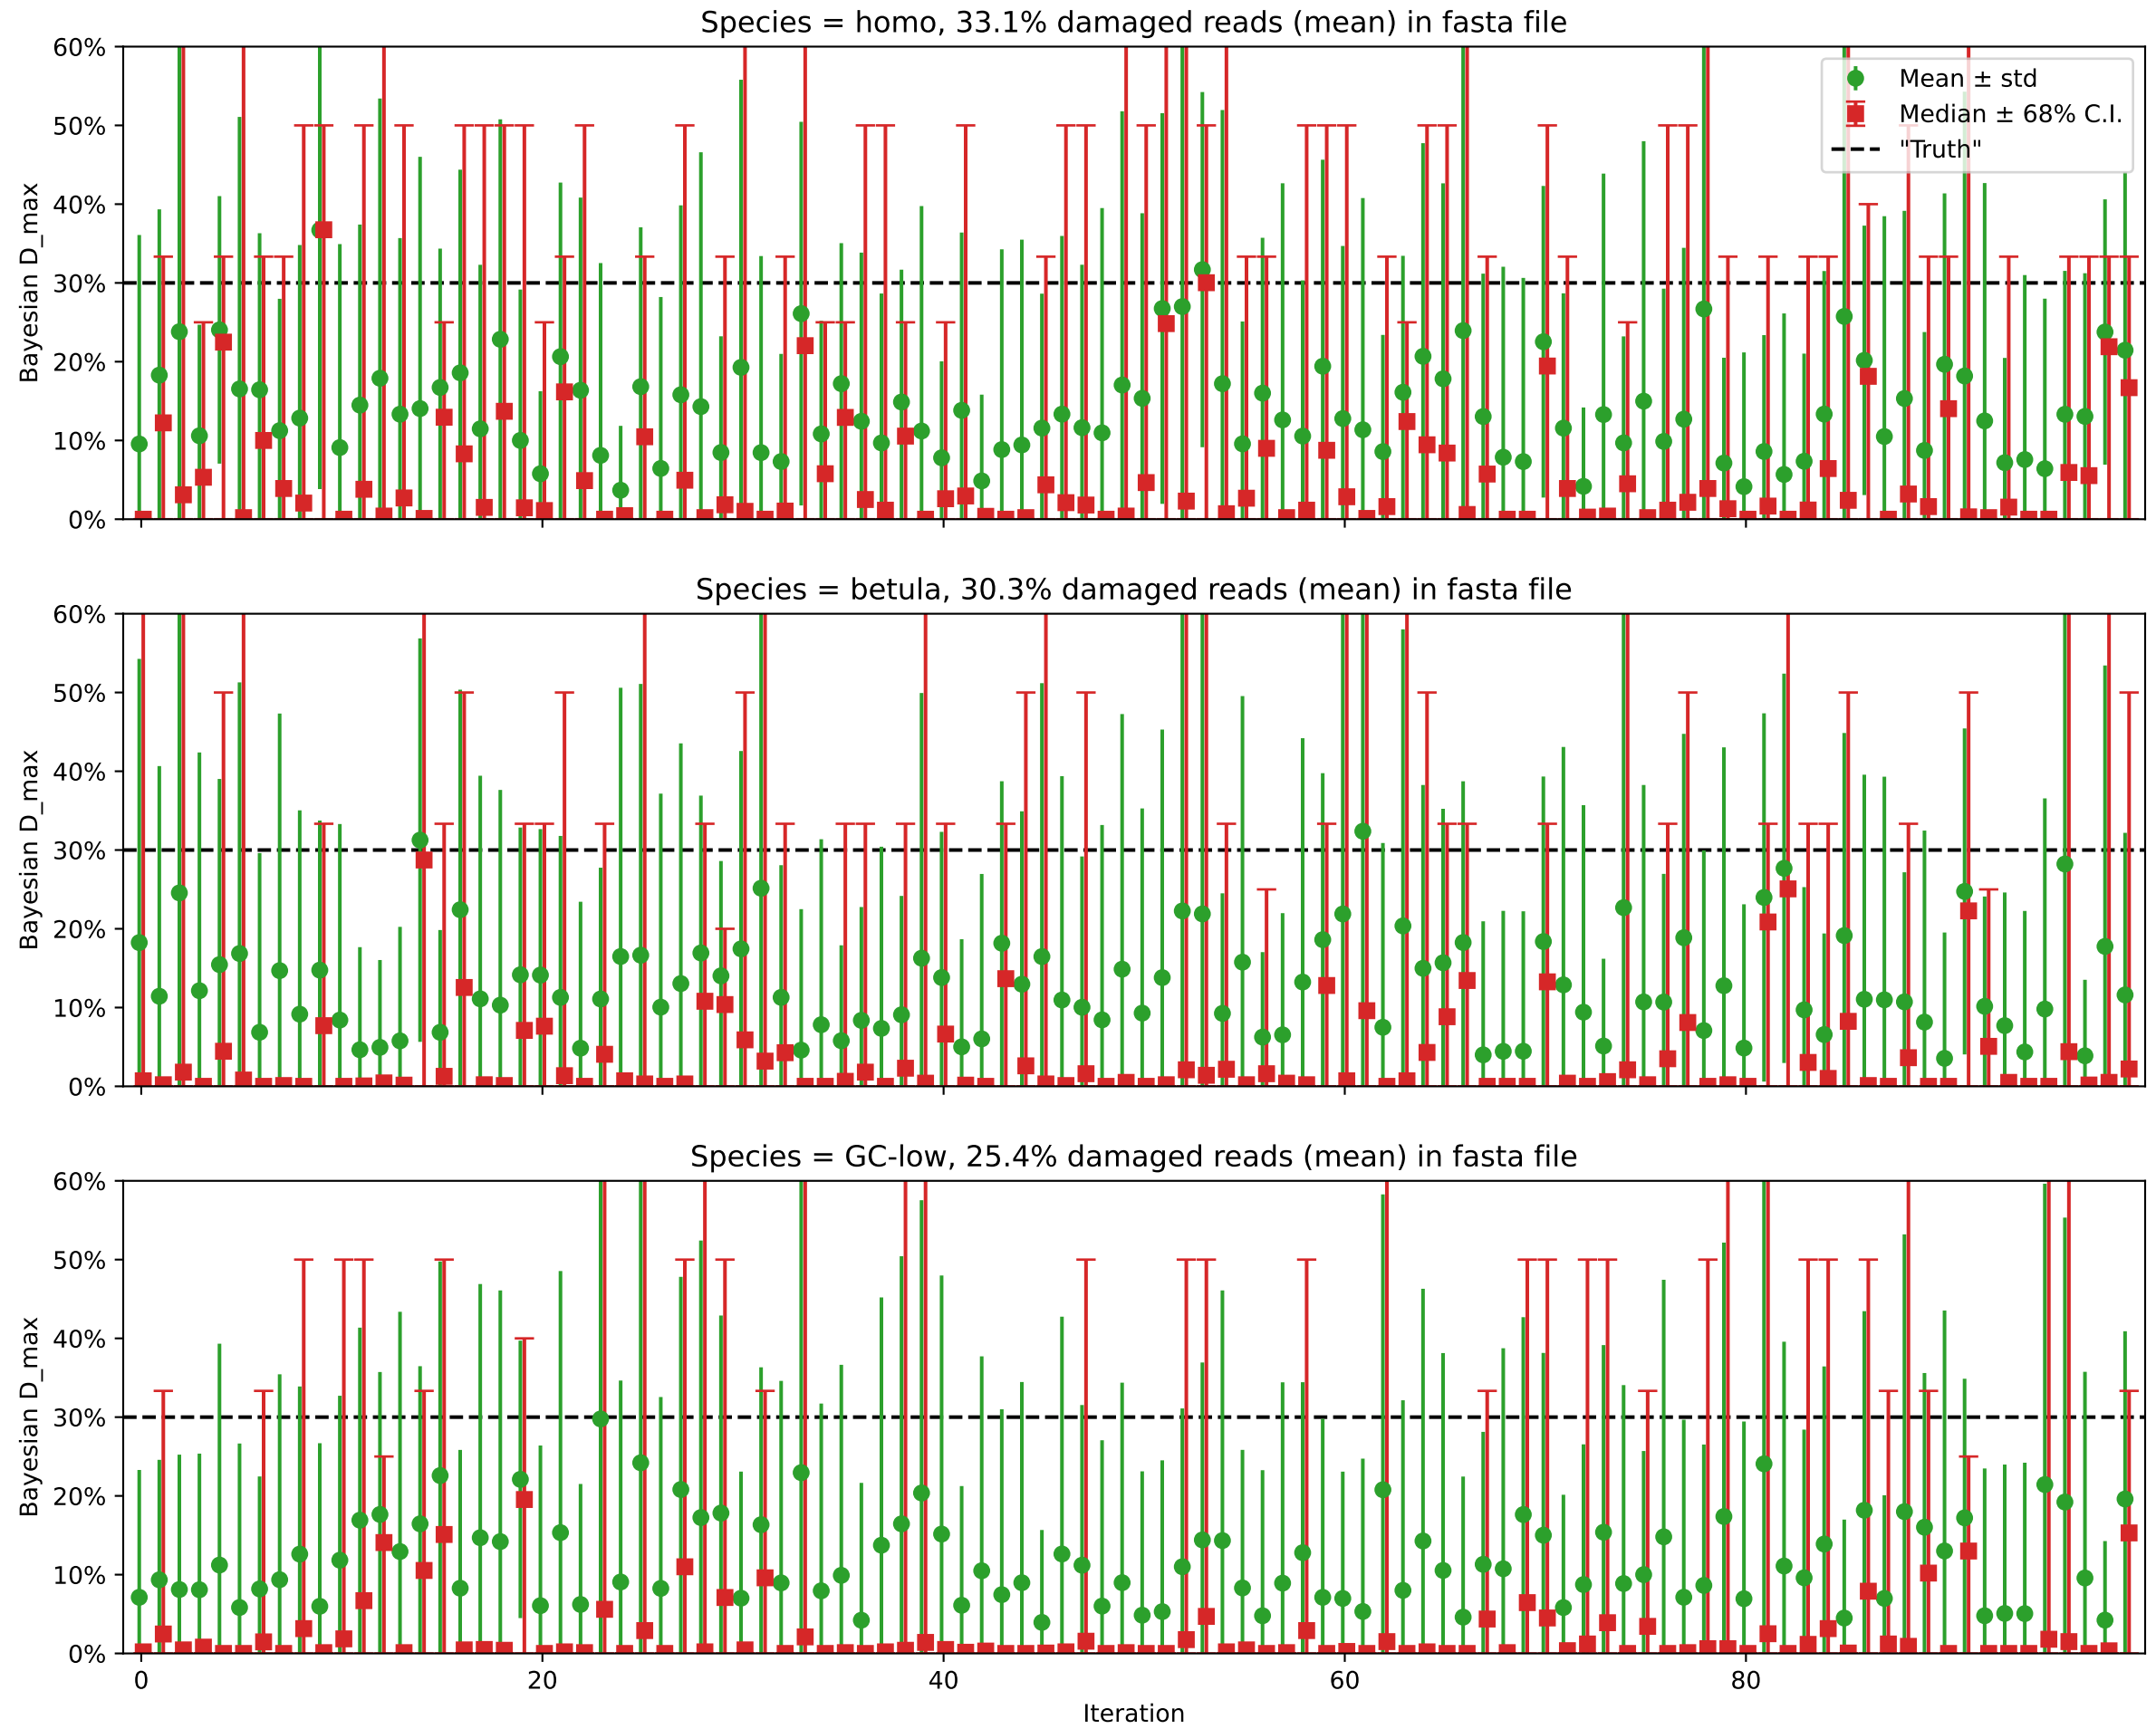 Species = homo, 33.1% damaged reads (mean) in fasta file
60%
50%
40%
30%
20%
10%
0%
Bayesian D_max
Mean ± std
Median ± 68% C.I.
"Truth"
Species = betula, 30.3% damaged reads (mean) in fasta file
60%
50%
40%
30%
20%
10%
0%
Bayesian D_max
Species = GC-low, 25.4% damaged reads (mean) in fasta file
60%
50%
40%
30%
20%
10%
0%
Bayesian D_max
0 20 40 60 80
Iteration